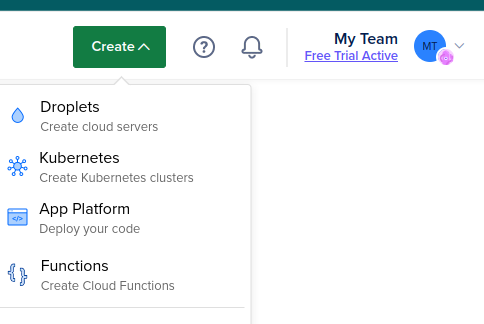 Create
My Team
Free Trial Active
MT
Droplets
Create cloud servers
Kubernetes
Create Kubernetes clusters
</>
App Platform
Deploy your code
Functions
Create Cloud Functions